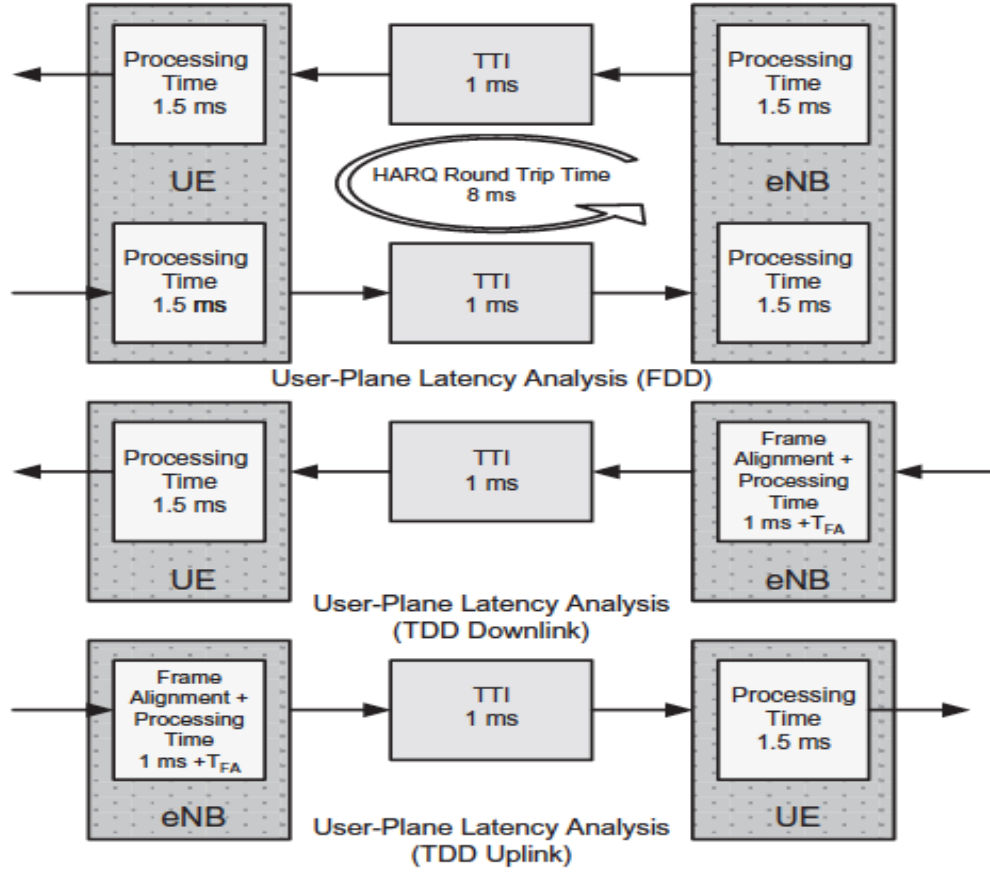 Processing
Time
1.5 ms
TTI
1 ms
Processing
Time
1.5 ms
HARQ Round Trip Time
8 ms
UE
eNB
Processing
Time
1.5 ms
TTI
1 ms
Processing
Time
1.5 ms
User-Plane Latency Analysis (FDD)
Processing
Time
1.5 ms
UE
TTI
1 ms
Frame
Alignment +
Processing
Time
1 ms +TFA
eNB
User-Plane Latency Analysis
(TDD Downlink)
Frame
Alignment +
Processing
Time
1 ms +TFA
eNB
TTI
1 ms
Processing
Time
1.5 ms
UE
User-Plane Latency Analysis
(TDD Uplink)